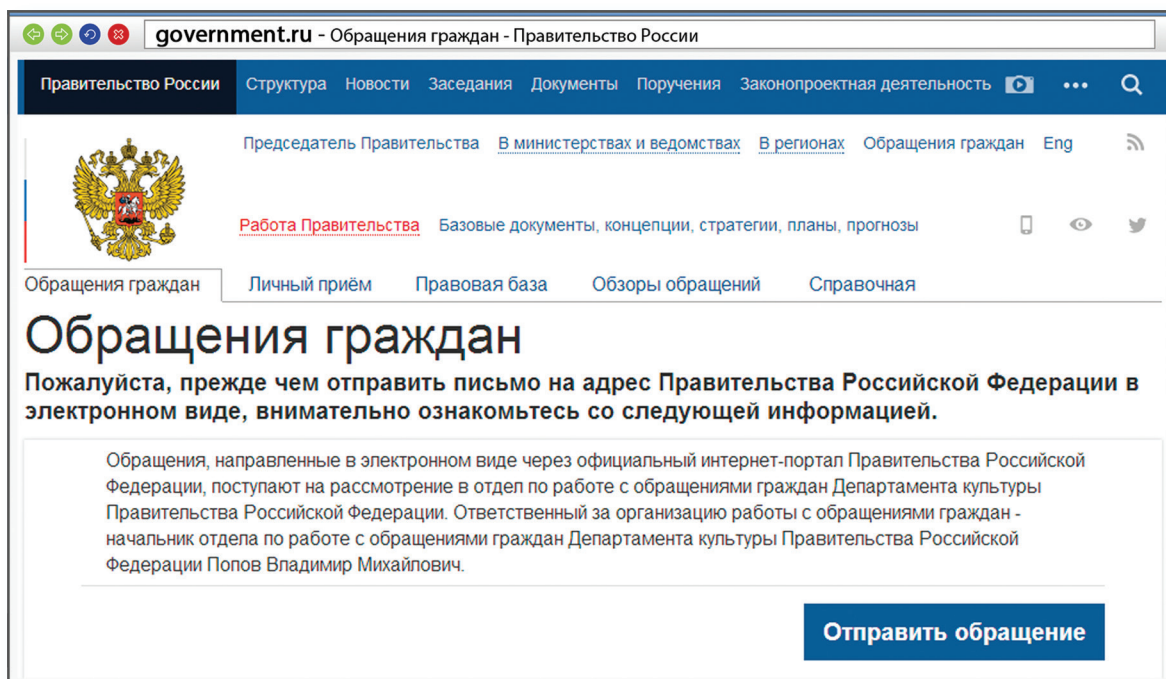 government.ru - Обращения граждан - Правительство России
Правительство России Структура Новости Заседания Документы Поручения Законопроектная деятельность
Председатель Правительства В министерствах и ведомствах В регионах Обращения граждан Eng
Работа Правительства Базовые документы, концепции, стратегии, планы, прогнозы
Обращения граждан Личный приём Правовая база Обзоры обращений Справочная
Обращения граждан
Пожалуйста, прежде чем отправить письмо на адрес Правительства Российской Федерации в
электронном виде, внимательно ознакомьтесь со следующей информацией.
Обращения, направленные в электронном виде через официальный интернет-портал Правительства Российской
Федерации, поступают на рассмотрение в отдел по работе с обращениями граждан Департамента культуры
Правительства Российской Федерации. Ответственный за организацию работы с обращениями граждан -
начальник отдела по работе с обращениями граждан Департамента культуры Правительства Российской
Федерации Попов Владимир Михайлович.
Отправить обращение